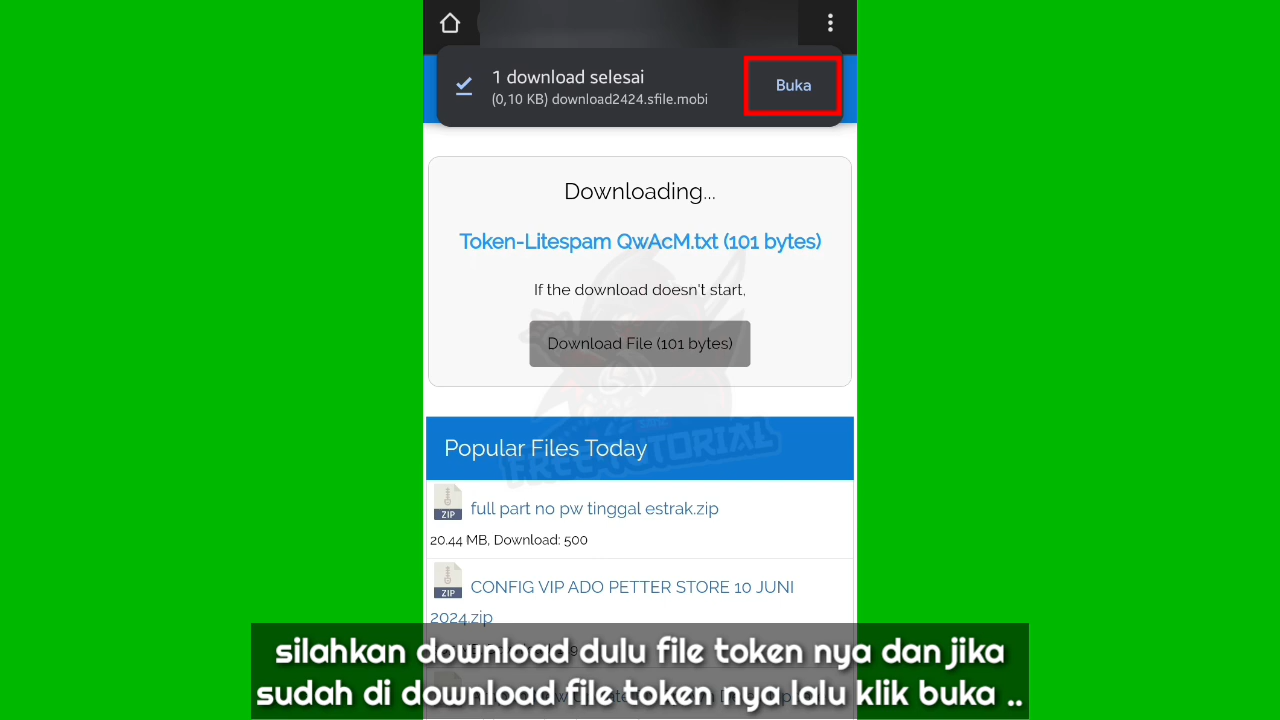 1 download selesai
Buka
(0,10 KB) download2424.sfile.mobi
Downloading...
Token-Litespam QwAcM.txt (101 bytes)
If the download doesn't start,
Download File (101 bytes)
Popular Files Today
FREE TUTORIAL
ZIP
full part no pw tinggal estrak.zip
20.44 MB, Download: 500
ZIP
CONFIG VIP ADO PETTER STORE 10 JUNI
2024.zip
silahkan download dulu file token nya dan jika
sudah di download file token nya lalu klik buka ..